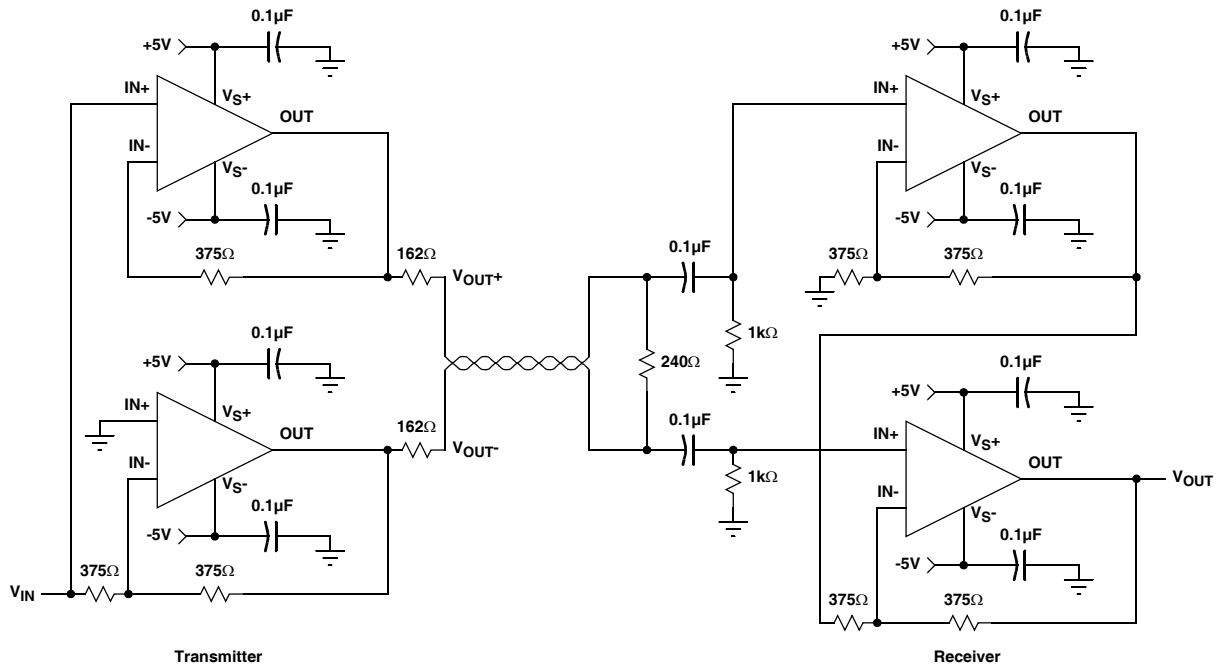 0.1µF
+5V
IN+
VS+
OUT
IN-
VS-
0.1µF
-5V
375Ω
162Ω
VOUT+
0.1µF
+5V
IN+
VS+
OUT
162Ω
VOUT-
IN-
VS-
0.1µF
-5V
375Ω
375Ω
VIN
Transmitter
0.1µF
1kΩ
240Ω
0.1µF
1kΩ
0.1µF
+5V
IN+
VS+
OUT
IN-
VS-
0.1µF
-5V
375Ω
375Ω
0.1µF
+5V
IN+
VS+
OUT
VOUT
IN-
VS-
0.1µF
-5V
375Ω
375Ω
Receiver